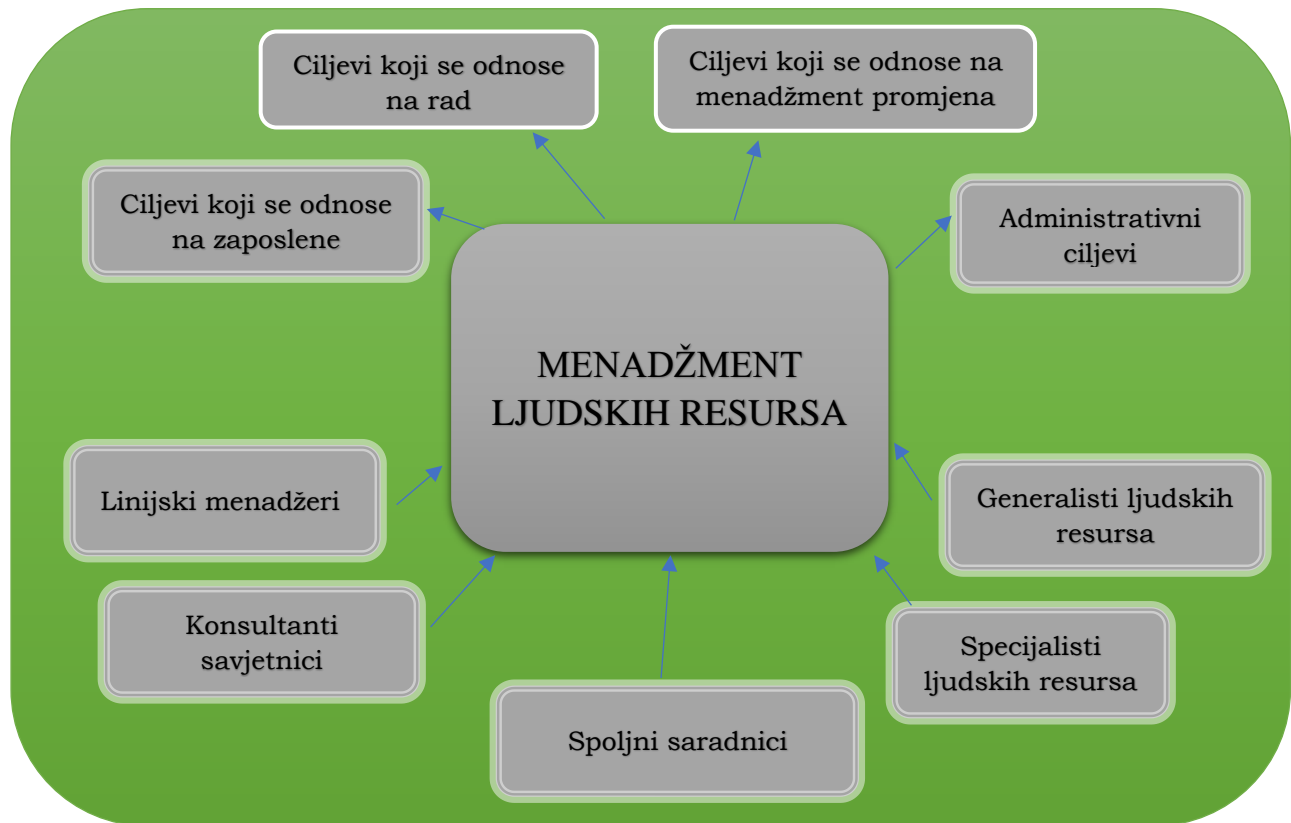 Ciljevi koji se odnose
na rad
Ciljevi koji se odnose na
menadžment promjena
Ciljevi koji se odnose
na zaposlene
Administrativni
ciljevi
MENADŽMENT
LJUDSKIH RESURSA
Linijski menadžeri
Generalisti ljudskih
resursa
Konsultanti
savjetnici
Specijalisti
ljudskih resursa
Spoljni saradnici